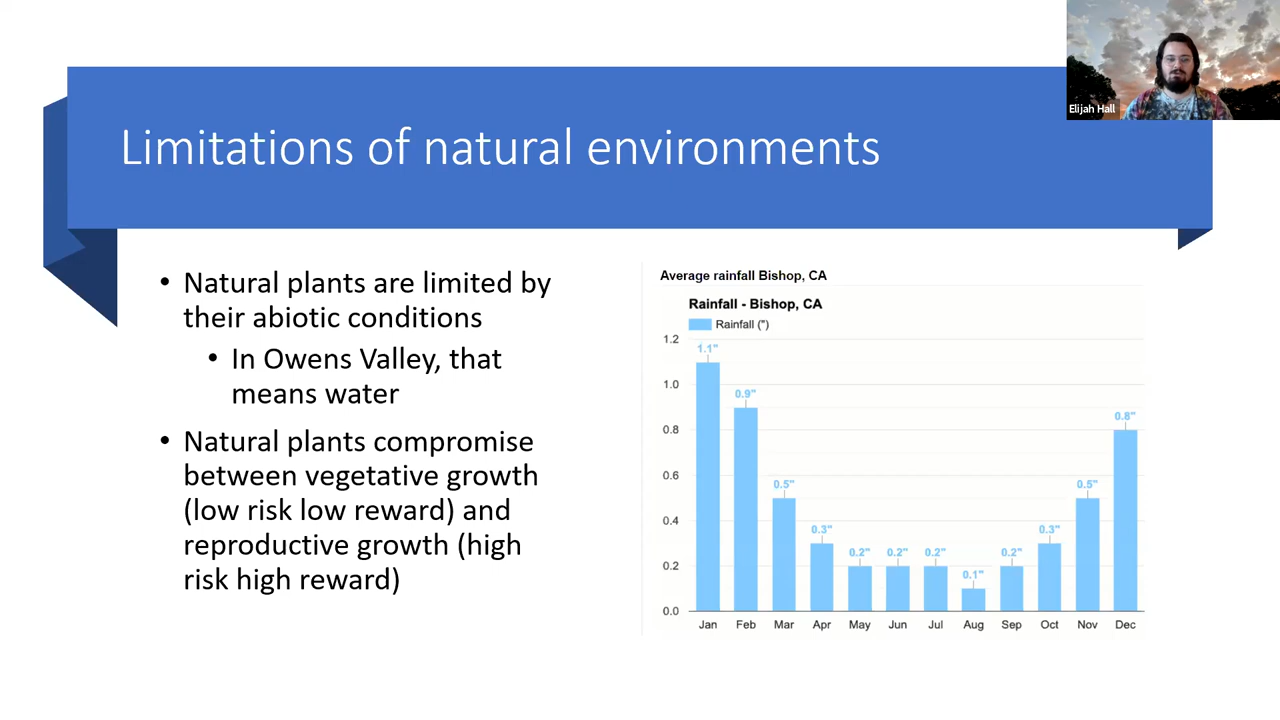 Elijah Hall
Limitations of natural environments
• Natural plants are limited by
their abiotic conditions
• In Owens Valley, that
means water
• Natural plants compromise
between vegetative growth
(low risk low reward) and
reproductive growth (high
risk high reward)
Average rainfall Bishop, CA
Rainfall - Bishop, CA
Rainfall (")
1.2
1.0
0.8
0.6
0.4
0.2
0.0
1.1"
0.9"
0.5"
0.3"
0.2"
0.2"
0.2"
0.1"
0.2"
0.3"
0.5"
0.8"
Jan Feb Mar Apr May Jun Jul Aug Sep Oct Nov Dec